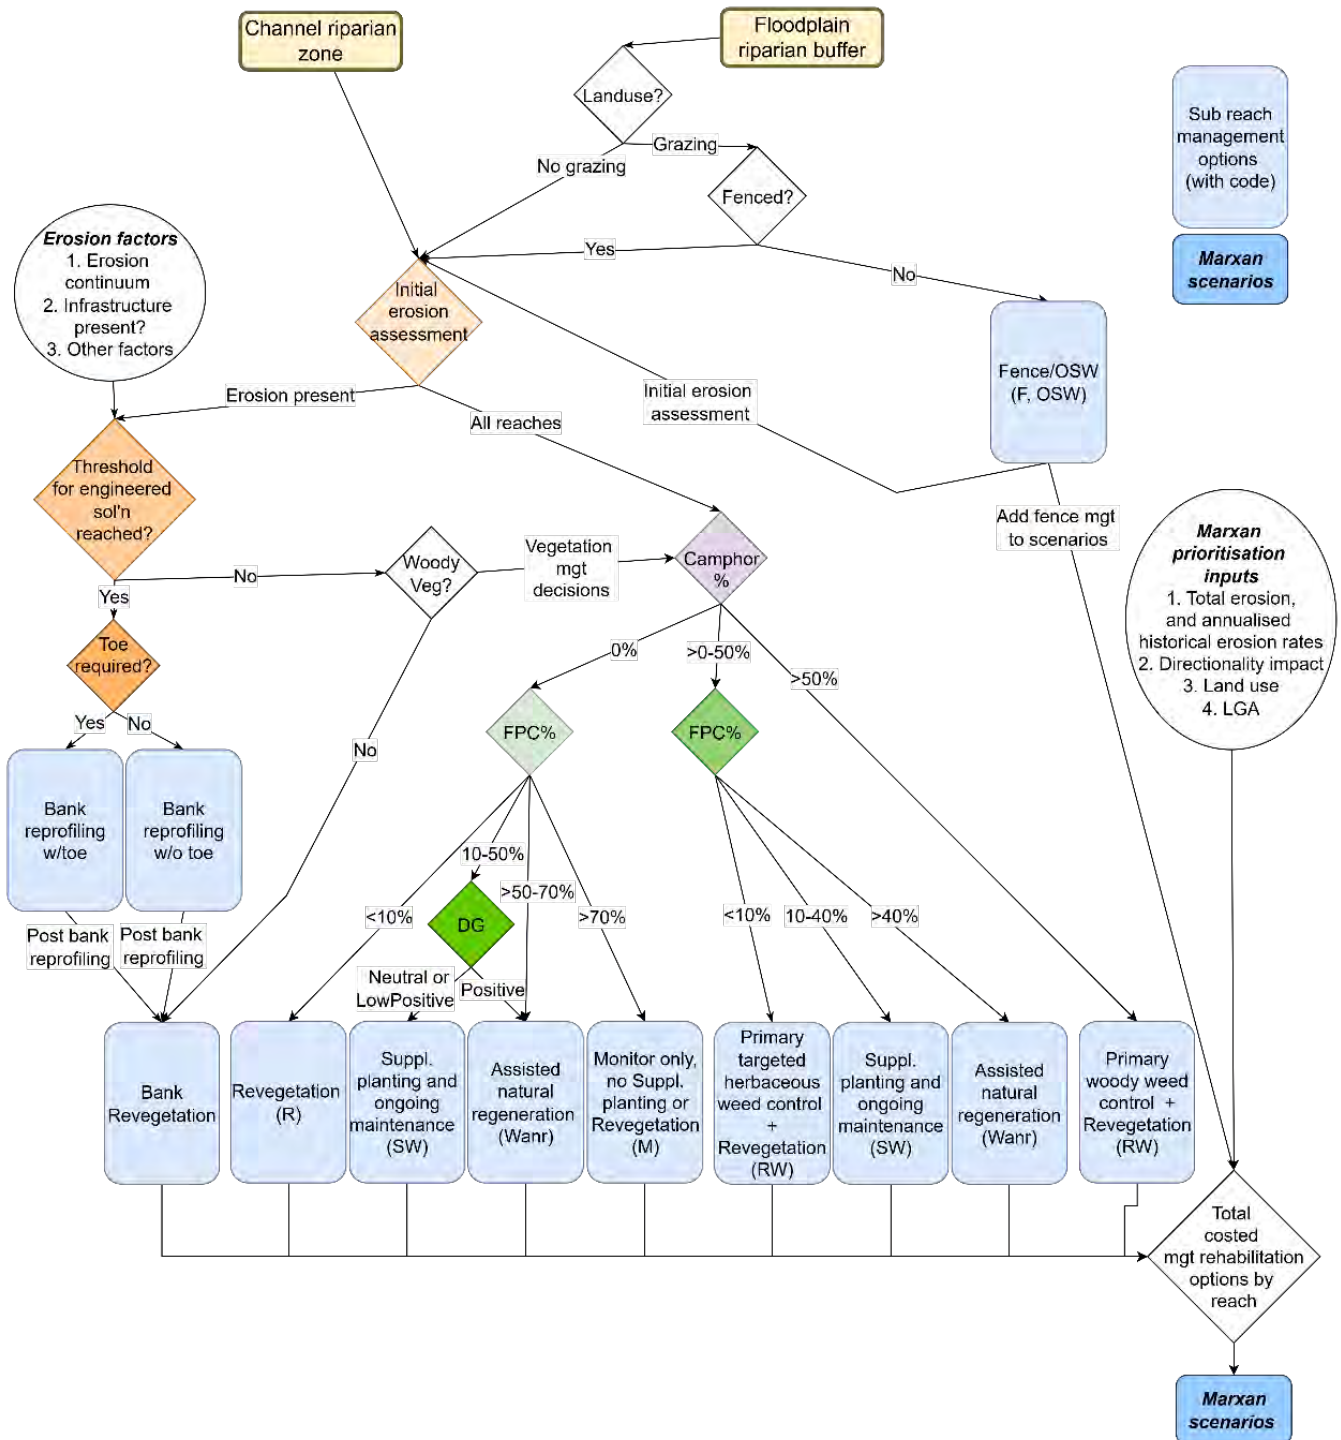 Channel riparian
zone
Floodplain
riparian buffer
Landuse?
Grazing
No grazing
Fenced?
Yes
No
Sub reach
management
options
(with code)
Marxan
scenarios
Erosion factors
1. Erosion
continuum
2. Infrastructure
present?
3. Other factors
Initial
erosion
assessment
Fence/OSW
(F, OSW)
Erosion present
All reaches
Initial erosion
assessment
Threshold
for engineered
sol'n
reached?
Add fence mgt
to scenarios
Marxan
prioritisation
inputs
1. Total erosion,
and annualised
historical erosion rates
2. Directionality impact
3. Land use
4. LGA
No
Woody
Veg?
Vegetation
mgt
decisions
Camphor
%
Yes
Toe
required?
0%
>0-50%
>50%
Yes
No
No
FPC%
FPC%
Bank
reprofiling
w/toe
Bank
reprofiling
w/o toe
10-50%
>50-70%
<10%
>70%
DG
<10%
10-40%
>40%
Post bank
reprofiling
Post bank
reprofiling
Neutral or
LowPositive
Positive
Bank
Revegetation
Revegetation
(R)
Suppl.
planting and
ongoing
maintenance
(SW)
Assisted
natural
regeneration
(Wanr)
Monitor only,
no Suppl.
planting or
Revegetation
(M)
Primary
targeted
herbaceous
weed control
+
Revegetation
(RW)
Suppl.
planting and
ongoing
maintenance
(SW)
Assisted
natural
regeneration
(Wanr)
Primary
woody weed
control +
Revegetation
(RW)
Total
costed
mgt rehabilitation
options by
reach
Marxan
scenarios